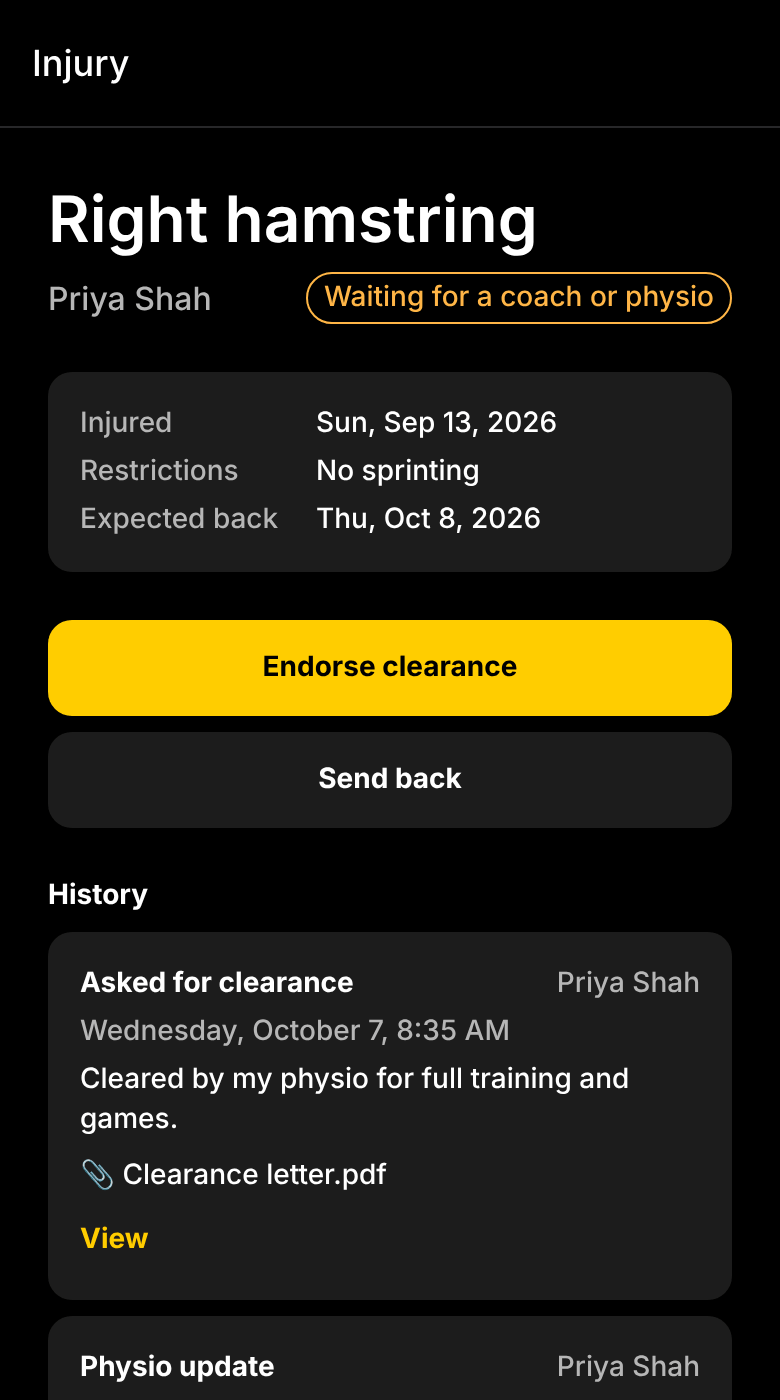 Injury
Right hamstring
Priya Shah
Waiting for a coach or physio
Injured Sun, Sep 13, 2026
Restrictions No sprinting
Expected back Thu, Oct 8, 2026
Endorse clearance
Send back
History
Asked for clearance Priya Shah
Wednesday, October 7, 8:35 AM
Cleared by my physio for full training and
games.
📎 Clearance letter.pdf
View
Physio update Priya Shah